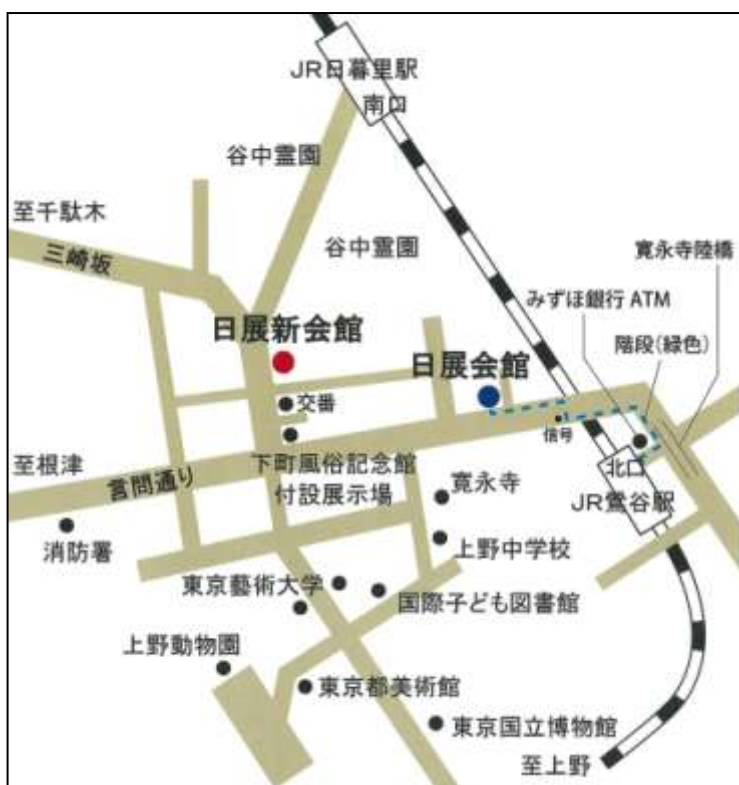 JR日暮里駅
南口
谷中霊園
至千駄木
三崎坂
谷中霊園
寛永寺陸橋
みずほ銀行 ATM
日展新会館
階段(緑色)
日展会館
交番
信号
下町風俗記念館
付設展示場
至根津
言問通り
北口
JR鶯谷駅
寛永寺
消防署
上野中学校
東京藝術大学
国際子ども図書館
上野動物園
東京都美術館
東京国立博物館
至上野